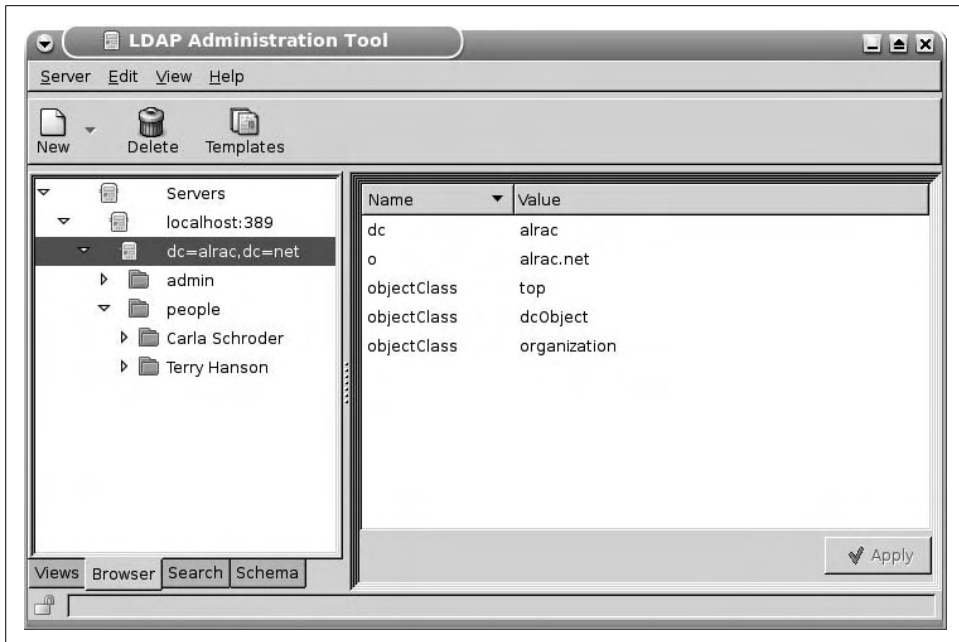 LDAP Administration Tool
Server Edit View Help
New Delete Templates
Servers
localhost:389
dc=alrac,dc=net
admin
people
Carla Schroder
Terry Hanson
Name Value
dc alrac
o alrac.net
objectClass top
objectClass dcObject
objectClass organization
Apply
Views Browser Search Schema